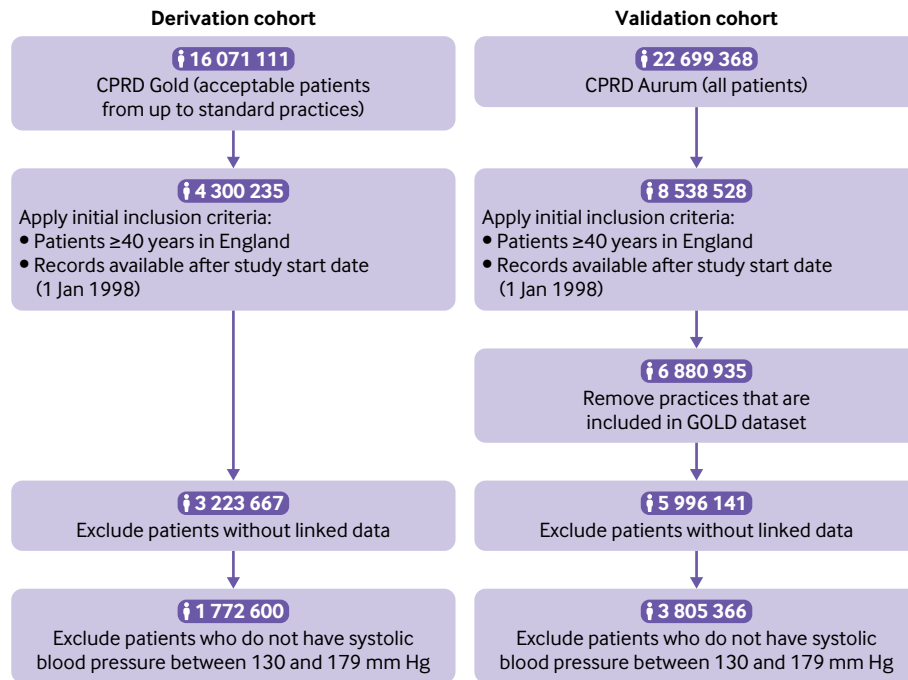 Derivation cohort
16 071 111
CPRD Gold (acceptable patients
from up to standard practices)
4 300 235
Apply initial inclusion criteria:
• Patients ≥40 years in England
• Records available after study start date
(1 Jan 1998)
3 223 667
Exclude patients without linked data
1 772 600
Exclude patients who do not have systolic
blood pressure between 130 and 179 mm Hg
Validation cohort
22 699 368
CPRD Aurum (all patients)
8 538 528
Apply initial inclusion criteria:
• Patients ≥40 years in England
• Records available after study start date
(1 Jan 1998)
6 880 935
Remove practices that are
included in GOLD dataset
5 996 141
Exclude patients without linked data
3 805 366
Exclude patients who do not have systolic
blood pressure between 130 and 179 mm Hg